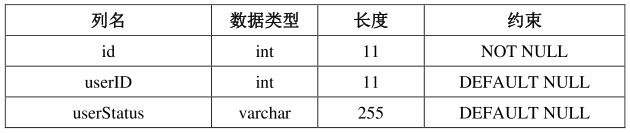 列名 数据类型 长度 约束
id int 11 NOT NULL
userID int 11 DEFAULT NULL
userStatus varchar 255 DEFAULT NULL